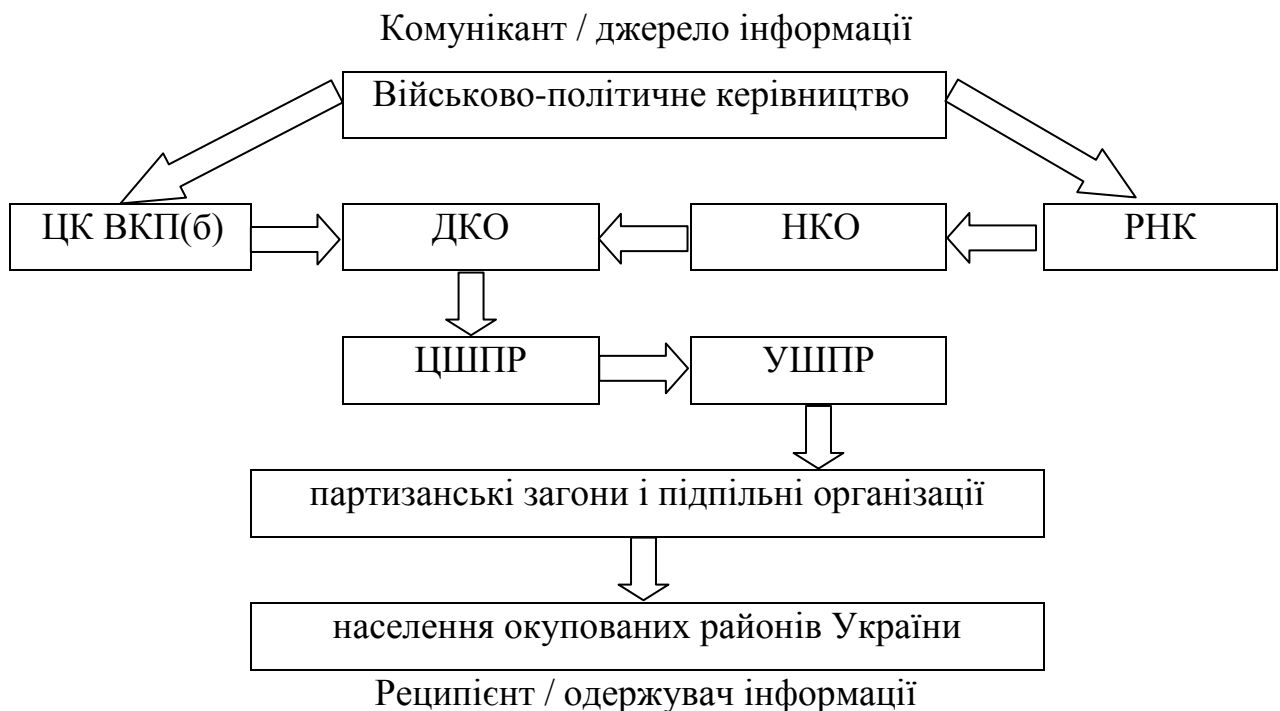 Комунікант / джерело інформації
Військово-політичне керівництво
ЦК ВКП(б)
ДКО
НКО
РНК
ЦШПР
УШПР
партизанські загони і підпільні організації
населення окупованих районів України
Реципієнт / одержувач інформації